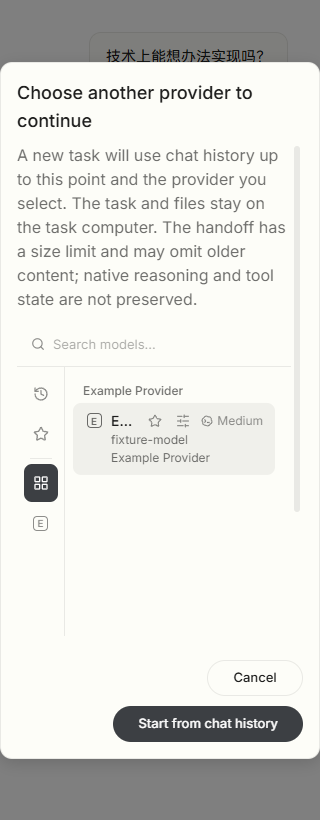 技术上能想办法实现吗？
Choose another provider to
continue
A new task will use chat history up
to this point and the provider you
select. The task and files stay on
the task computer. The handoff has
a size limit and may omit older
content; native reasoning and tool
state are not preserved.
Search models...
Example Provider
E E... Medium
fixture-model
Example Provider
E
Cancel
Start from chat history